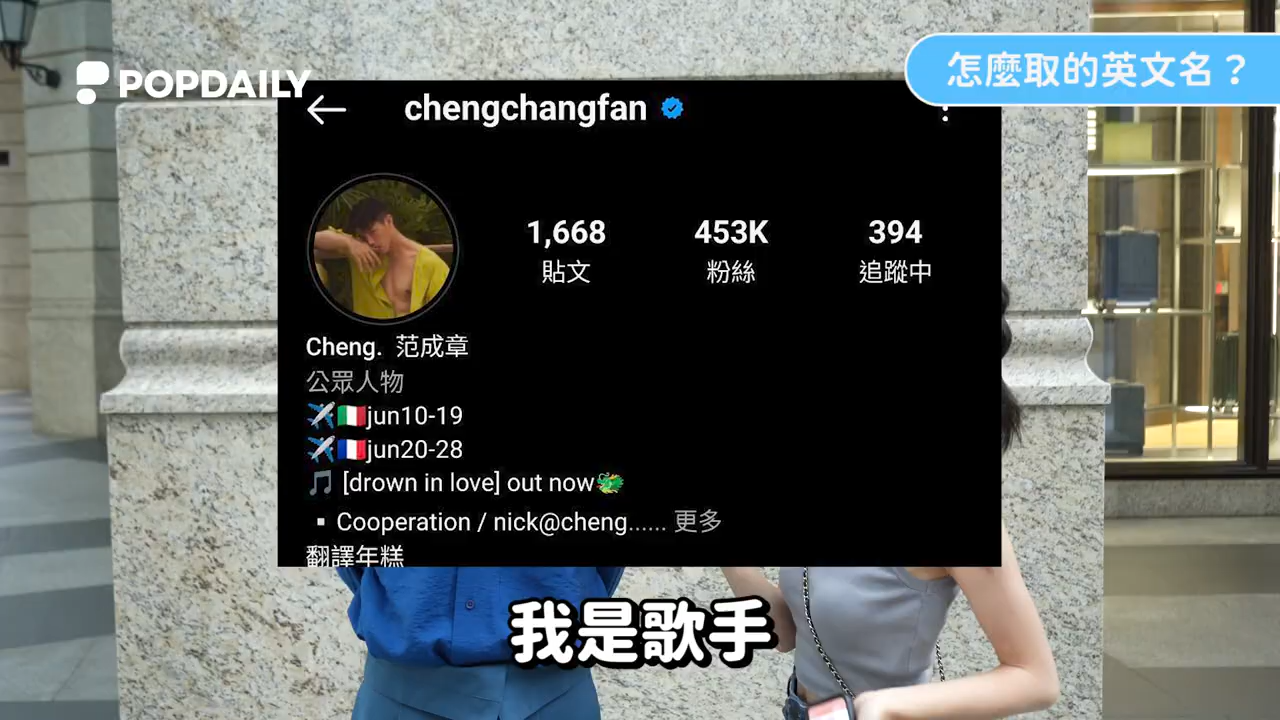 POPDAILY
怎麼取的英文名？
chengchangfan
1,668
貼文
453K
粉絲
394
追蹤中
Cheng. 范成章
公眾人物
✈️🇮🇹jun10-19
✈️🇫🇷jun20-28
🎵 [drown in love] out now🐲
▪️ Cooperation / nick@cheng...... 更多
翻譯年糕
我是歌手